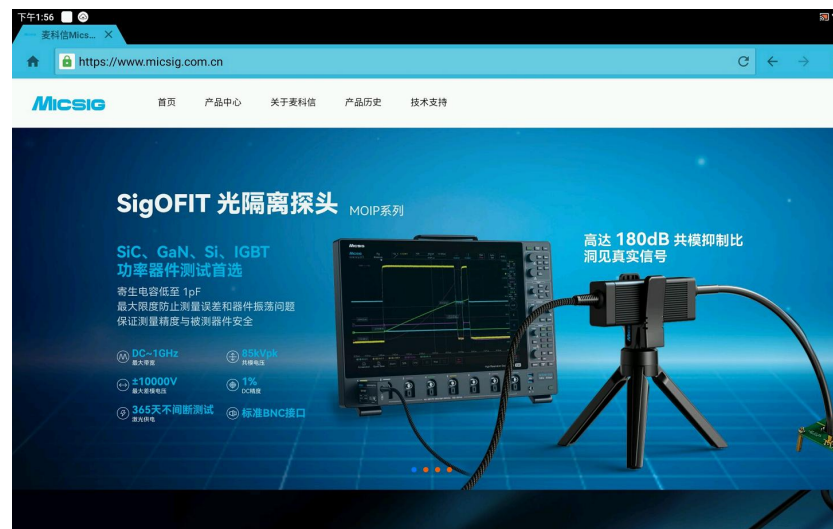 下午1:56
麦科信Mics...
https://www.micsig.com.cn
Micsig
首页 产品中心 关于麦科信 产品历史 技术支持
SigOFIT 光隔离探头 MOIP系列
SiC、GaN、Si、IGBT
功率器件测试首选
寄生电容低至 1pF
最大限度防止测量误差和器件振荡问题
保证测量精度与被测器件安全
DC~1GHz
最大带宽
85kVpk
共模电压
±10000V
最大差模电压
1%
DC精度
365天不间断测试
激光供电
标准BNC接口
高达 180dB 共模抑制比
洞见真实信号